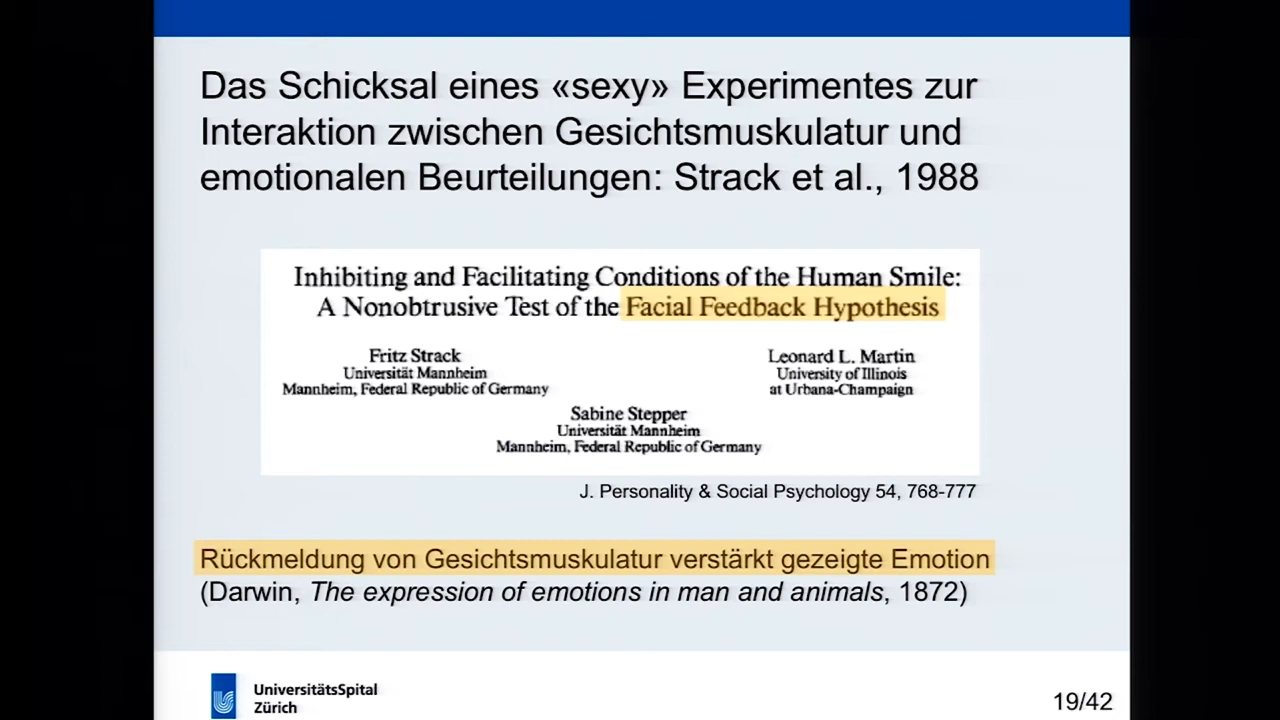 Das Schicksal eines «sexy» Experimentes zur
Interaktion zwischen Gesichtsmuskulatur und
emotionalen Beurteilungen: Strack et al., 1988
Inhibiting and Facilitating Conditions of the Human Smile:
A Nonobtrusive Test of the Facial Feedback Hypothesis
Fritz Strack
Universität Mannheim
Mannheim, Federal Republic of Germany
Leonard L. Martin
University of Illinois
at Urbana-Champaign
Sabine Stepper
Universität Mannheim
Mannheim, Federal Republic of Germany
J. Personality & Social Psychology 54, 768-777
Rückmeldung von Gesichtsmuskulatur verstärkt gezeigte Emotion
(Darwin, The expression of emotions in man and animals, 1872)
UniversitätsSpital
Zürich
19/42